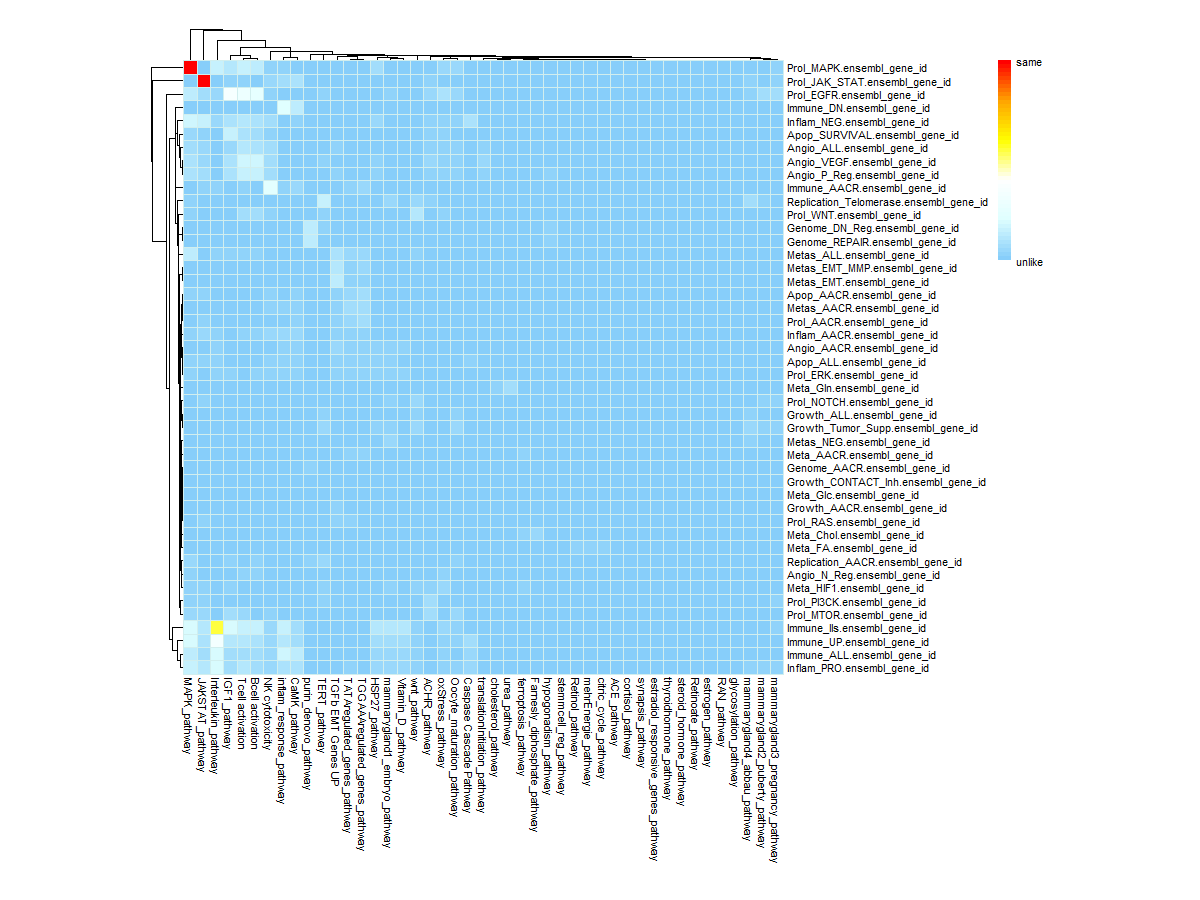 same
unlike
Prol_MAPK.ensembl_gene_id
Prol_JAK_STAT.ensembl_gene_id
Prol_EGFR.ensembl_gene_id
Immune_DN.ensembl_gene_id
Inflam_NEG.ensembl_gene_id
Apop_SURVIVAL.ensembl_gene_id
Angio_ALL.ensembl_gene_id
Angio_VEGF.ensembl_gene_id
Angio_P_Reg.ensembl_gene_id
Immune_AACR.ensembl_gene_id
Replication_Telomerase.ensembl_gene_id
Prol_WNT.ensembl_gene_id
Genome_DN_Reg.ensembl_gene_id
Genome_REPAIR.ensembl_gene_id
Metas_ALL.ensembl_gene_id
Metas_EMT_MMP.ensembl_gene_id
Metas_EMT.ensembl_gene_id
Apop_AACR.ensembl_gene_id
Metas_AACR.ensembl_gene_id
Prol_AACR.ensembl_gene_id
Inflam_AACR.ensembl_gene_id
Angio_AACR.ensembl_gene_id
Apop_ALL.ensembl_gene_id
Prol_ERK.ensembl_gene_id
Meta_Gln.ensembl_gene_id
Prol_NOTCH.ensembl_gene_id
Growth_ALL.ensembl_gene_id
Growth_Tumor_Supp.ensembl_gene_id
Metas_NEG.ensembl_gene_id
Meta_AACR.ensembl_gene_id
Genome_AACR.ensembl_gene_id
Growth_CONTACT_Inh.ensembl_gene_id
Meta_Glc.ensembl_gene_id
Growth_AACR.ensembl_gene_id
Prol_RAS.ensembl_gene_id
Meta_Chol.ensembl_gene_id
Meta_FA.ensembl_gene_id
Replication_AACR.ensembl_gene_id
Angio_N_Reg.ensembl_gene_id
Meta_HIF1.ensembl_gene_id
Prol_PI3CK.ensembl_gene_id
Prol_MTOR.ensembl_gene_id
Immune_Ils.ensembl_gene_id
Immune_UP.ensembl_gene_id
Immune_ALL.ensembl_gene_id
Inflam_PRO.ensembl_gene_id
MAPK_pathway
JAKSTAT_pathway
Interleukin_pathway
IGF1_pathway
Tcell activation
Bcell activation
NK cytotoxicity
inflam_response_pathway
CaMK_pathway
purin_denovo_pathway
TERT_pathway
TGFb EMT Genes UP
TATAregulated_genes_pathway
TGGAAAregulated_genes_pathway
HSP27_pathway
mammarygland1_embryo_pathway
Vitamin_D_pathway
wnt_pathway
ACHR_pathway
oxStress_pathway
Oocyte_maturation_pathway
Caspase Cascade Pathway
translationInitiation_pathway
cholesterol_pathway
urea_pathway
ferroptosis_pathway
Farnesly_diphosphate_pathway
hypogonadism_pathway
stemmcell_reg_pathway
Retinol_pathway
mehrEnergie_pathway
citric_cycle_pathway
ACE_pathway
cortisol_pathway
synapsis_pathway
estradiol_responsive_genes_pathway
thyroidhormone_pathway
steroid_hormone_pathway
Retinoate_pathway
estrogen_pathway
RAN_pathway
glycosylation_pathway
mammarygland4_abbau_pathway
mammarygland2_puberty_pathway
mammarygland3_pregnancy_pathway